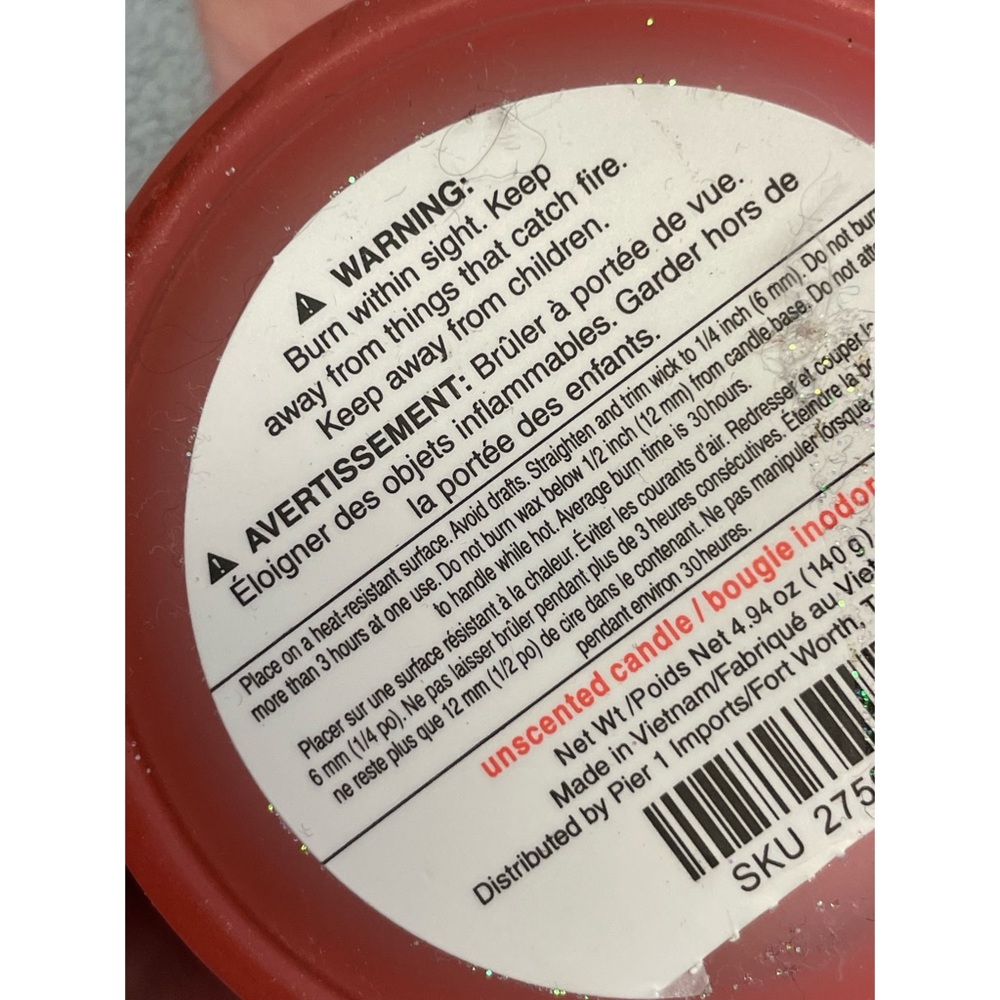 WARNING:
Burn within sight. Keep
away from things that catch fire.
Keep away from children.
AVERTISSEMENT: Brûler à portée de vue.
Éloigner des objets inflammables. Garder hors de
la portée des enfants.
Place on a heat-resistant surface. Avoid drafts. Straighten and trim wick to 1/4 inch (6 mm). Do not
more than 3 hours at one use. Do not burn wax below 1/2 inch (12 mm) from candle base. Do not
to handle while hot. Average burn time is 30 hours.
Placer sur une surface résistant à la chaleur. Éviter les courants d'air. Redresser et couper
6 mm (1/4 po). Ne pas laisser brûler pendant plus de 3 heures consécutives. Éteindre la
ne reste plus que 12 mm (1/2 po) de cire dans le contenant. Ne pas manipuler lorsque
pendant environ 30 heures.
unscented candle / bougie inodor
Net Wt /Poids Net 4.94 oz (140 g)
Made in Vietnam/Fabriqué au Viet
Distributed by Pier 1 Imports/Fort Worth,
SKU 275